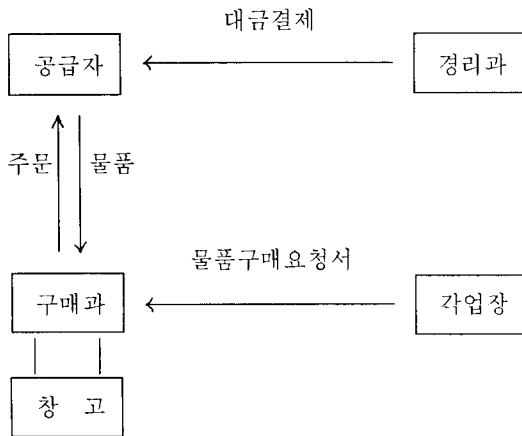 대금결제
공급자
경리과
주문
물품
물품구매요청서
구매과
각업장
창 고